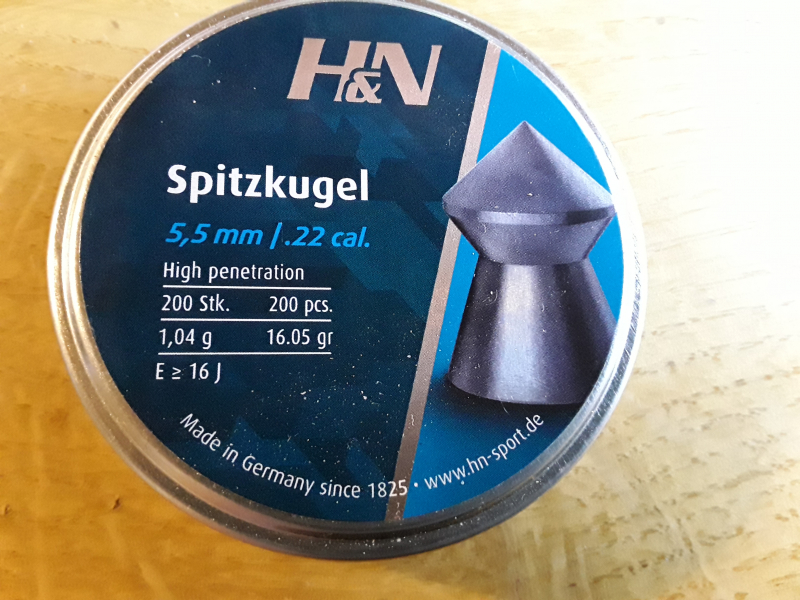 H&N
Spitzkugel
5,5 mm / .22 cal.
High penetration
200 Stk. 200 pcs.
1,04 g 16.05 gr
E ≥ 16 J
Made in Germany since 1825 · www.hn-sport.de